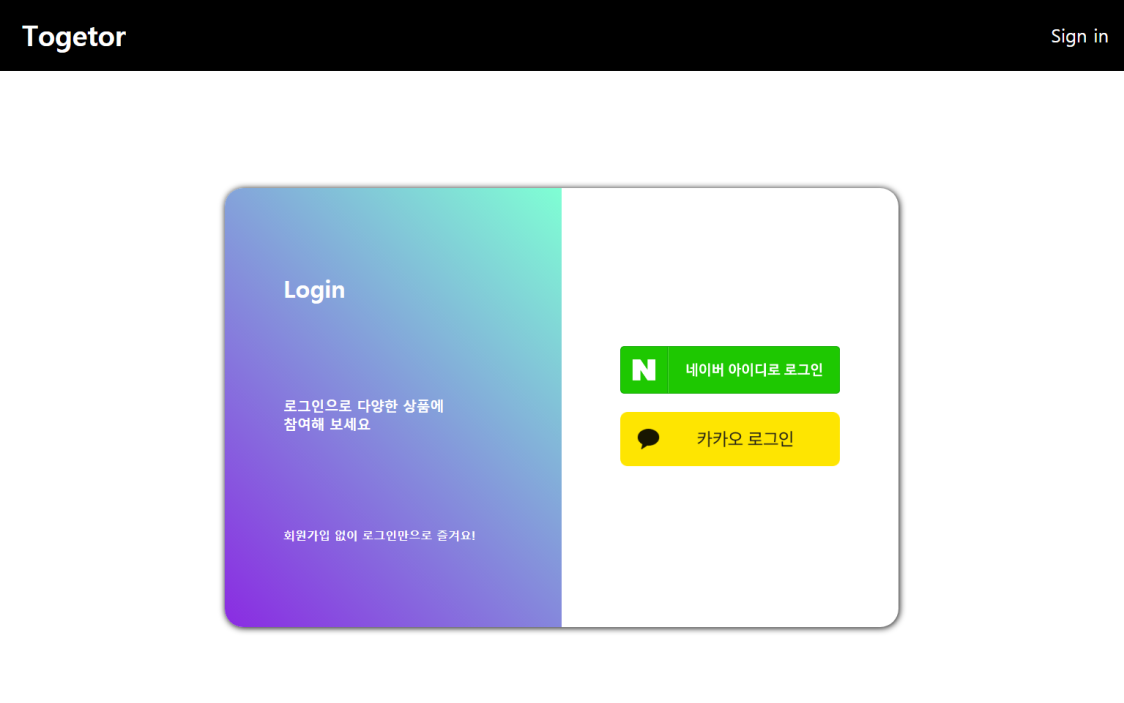 Togetor
Sign in
Login
로그인으로 다양한 상품에
참여해 보세요
회원가입 없이 로그인만으로 즐겨요!
네이버 아이디로 로그인
카카오 로그인